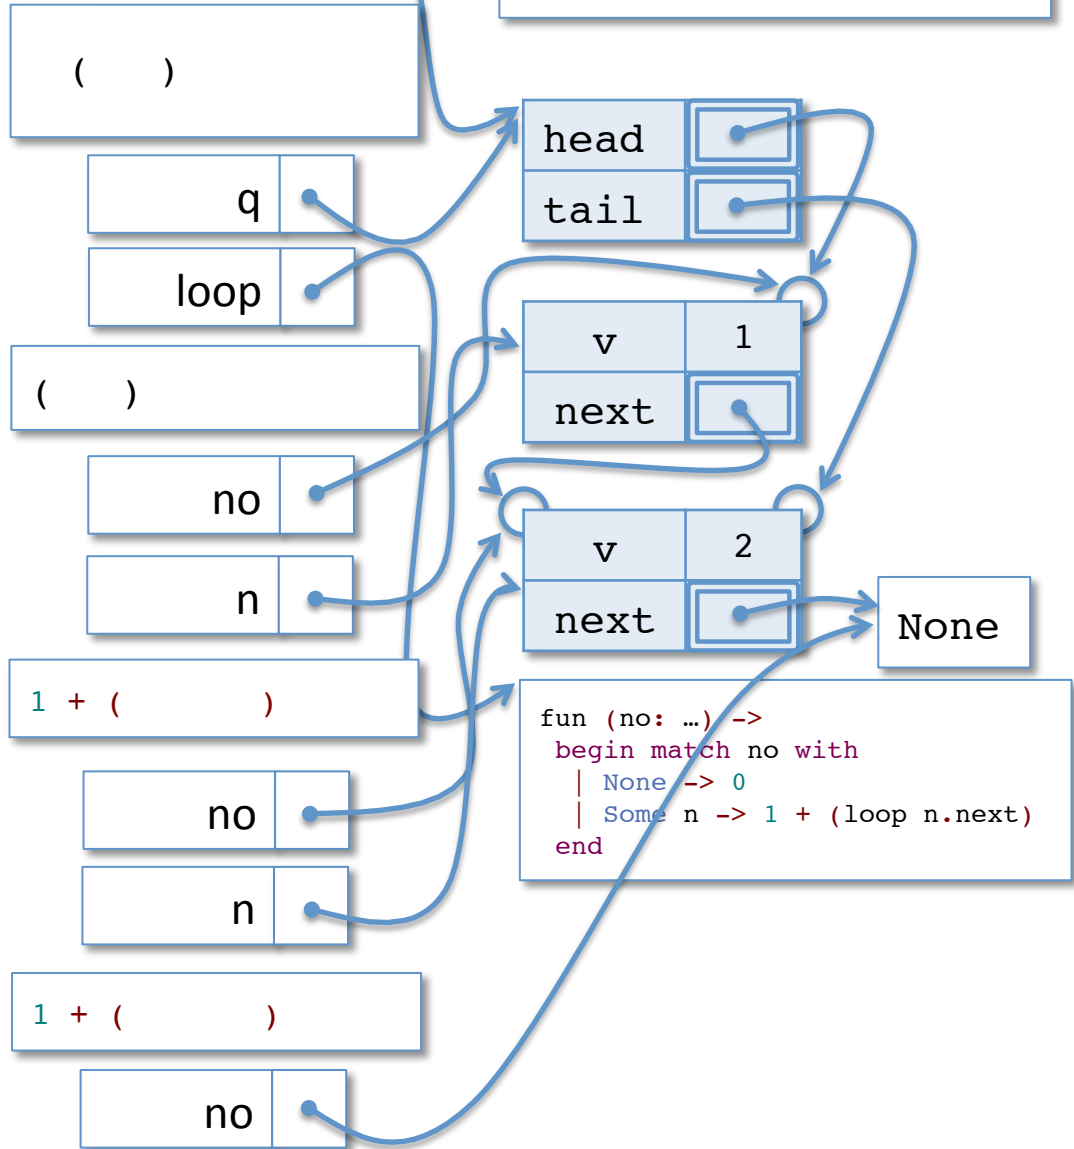 (    )
head
q
tail
loop
v 1
(    )
next
no
v 2
n
next
None
1 + (        )
fun (no: …) ->
begin match no with
| None -> 0
no
| Some n -> 1 + (loop n.next)
end
n
1 + (        )
no